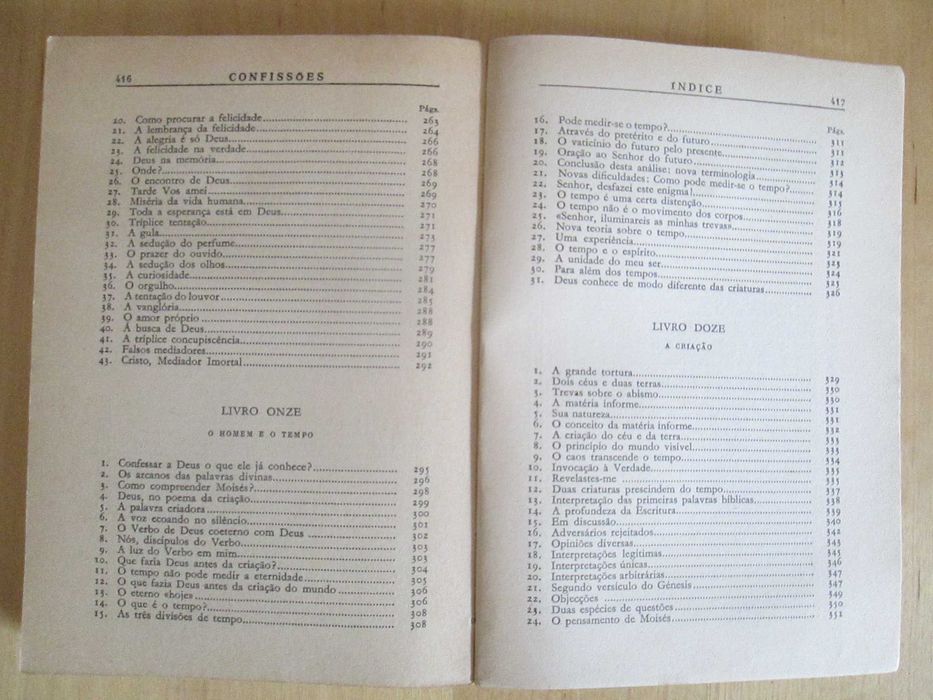 416 CONFISSÕES
Págs.
20. Como procurar a felicidade 263
21. A lembrança da felicidade 264
22. A alegria é só Deus 266
23. A felicidade na verdade 266
24. Deus na memória 268
25. Onde? 268
26. O encontro de Deus 269
27. Tarde Vos amei 269
28. Miséria da vida humana 270
29. Toda a esperança está em Deus 271
30. Tríplice tentação 271
31. A gula 273
32. A sedução do perfume 277
33. O prazer do ouvido 277
34. A sedução dos olhos 279
35. A curiosidade 281
36. O orgulho 284
37. A tentação do louvor 285
38. A vanglória 288
39. O amor próprio 288
40. A busca de Deus 289
41. A tríplice concupiscência 290
42. Falsos mediadores 291
43. Cristo, Mediador Imortal 292
LIVRO ONZE
O HOMEM E O TEMPO
1. Confessar a Deus o que ele já conhece? 295
2. Os arcanos das palavras divinas 296
3. Como compreender Moisés? 298
4. Deus, no poema da criação 299
5. A palavra criadora 300
6. A voz ecoando no silêncio 301
7. O Verbo de Deus coeterno com Deus 302
8. Nós, discípulos do Verbo 303
9. A luz do Verbo em mim 303
10. Que faria Deus antes da criação? 304
11. O tempo não pode medir a eternidade 305
12. O que fazia Deus antes da criação do mundo 306
13. O eterno «hoje» 306
14. O que é o tempo? 308
15. As três divisões de tempo 308
ÍNDICE 417
Págs.
16. Pode medir-se o tempo? 311
17. Através do pretérito e do futuro 311
18. O vaticínio do futuro pelo presente 312
19. Oração ao Senhor do futuro 313
20. Conclusão desta análise: nova terminologia 314
21. Novas dificuldades: Como pode medir-se o tempo? 314
22. Senhor, desfazei este enigma! 315
23. O tempo é uma certa distenção 316
24. O tempo não é o movimento dos corpos 318
25. «Senhor, iluminareis as minhas trevas» 319
26. Nova teoria sobre o tempo 319
27. Uma experiência 321
28. O tempo e o espírito 323
29. A unidade do meu ser 324
30. Para além dos tempos 325
31. Deus conhece de modo diferente das criaturas 326
LIVRO DOZE
A CRIAÇÃO
1. A grande tortura 329
2. Dois céus e duas terras 330
3. Trevas sobre o abismo 330
4. A matéria informe 331
5. Sua natureza 331
6. O conceito da matéria informe 332
7. A criação do céu e da terra 333
8. O princípio do mundo visível 333
9. O caos transcende o tempo 334
10. Invocação à Verdade 335
11. Revelastes-me 335
12. Duas criaturas prescindem do tempo 337
13. Interpretação das primeira palavras bíblicas 338
14. A profundeza da Escritura 339
15. Em discussão 340
16. Adversários rejeitados 342
17. Opiniões diversas 343
18. Interpretações legítimas 345
19. Interpretações únicas 346
20. Interpretações arbitrárias 347
21. Segundo versículo do Génesis 347
22. Objecções 349
23. Duas espécies de questões 350
24. O pensamento de Moisés 351